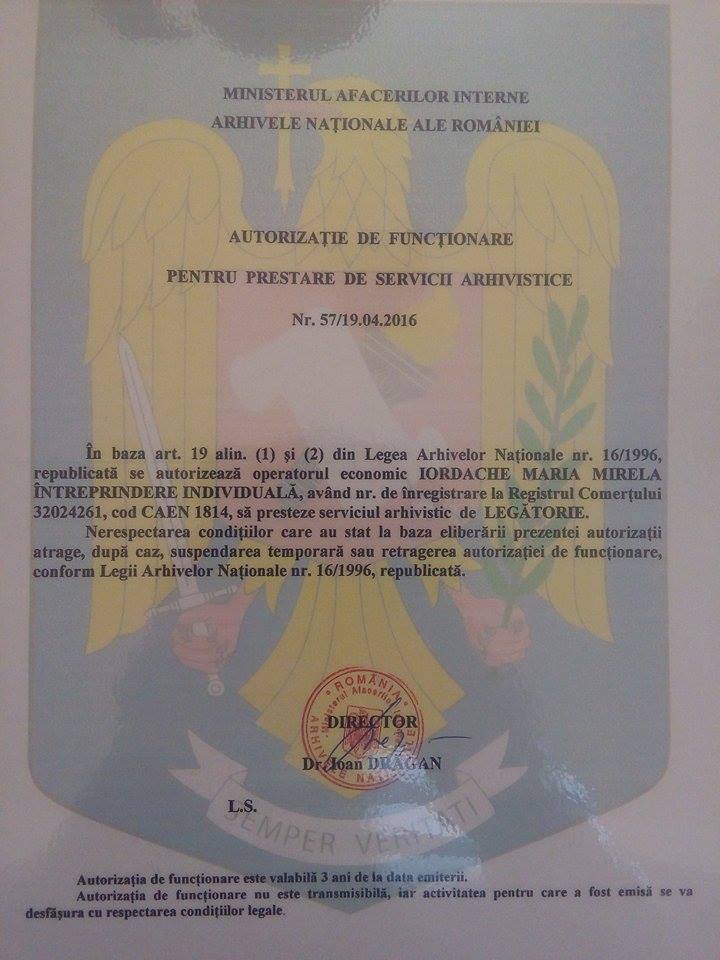 MINISTERUL AFACERILOR INTERNE
ARHIVELE NAȚIONALE ALE ROMÂNIEI
AUTORIZAȚIE DE FUNCȚIONARE
PENTRU PRESTARE DE SERVICII ARHIVISTICE
Nr. 57/19.04.2016
În baza art. 19 alin. (1) și (2) din Legea Arhivelor Naționale nr. 16/1996,
republicată se autorizează operatorul economic IORDACHE MARIA MIRELA
ÎNTREPRINDERE INDIVIDUALĂ, având nr. de înregistrare la Registrul Comerțului
32024261, cod CAEN 1814, să presteze serviciul arhivistic de LEGĂTORIE.
Nerespectarea condițiilor care au stat la baza eliberării prezentei autorizații
atrage, după caz, suspendarea temporară sau retragerea autorizației de funcționare,
conform Legii Arhivelor Naționale nr. 16/1996, republicată.
ROMÂNIA
Ministerul Afacerilor
ARHIVELE NAȚIONALE
DIRECTOR
Dr. Ioan DRĂGAN
L.S.
SEMPER VERITATI
Autorizația de funcționare este valabilă 3 ani de la data emiterii.
Autorizația de funcționare nu este transmisibilă, iar activitatea pentru care a fost emisă se va
desfășura cu respectarea condițiilor legale.